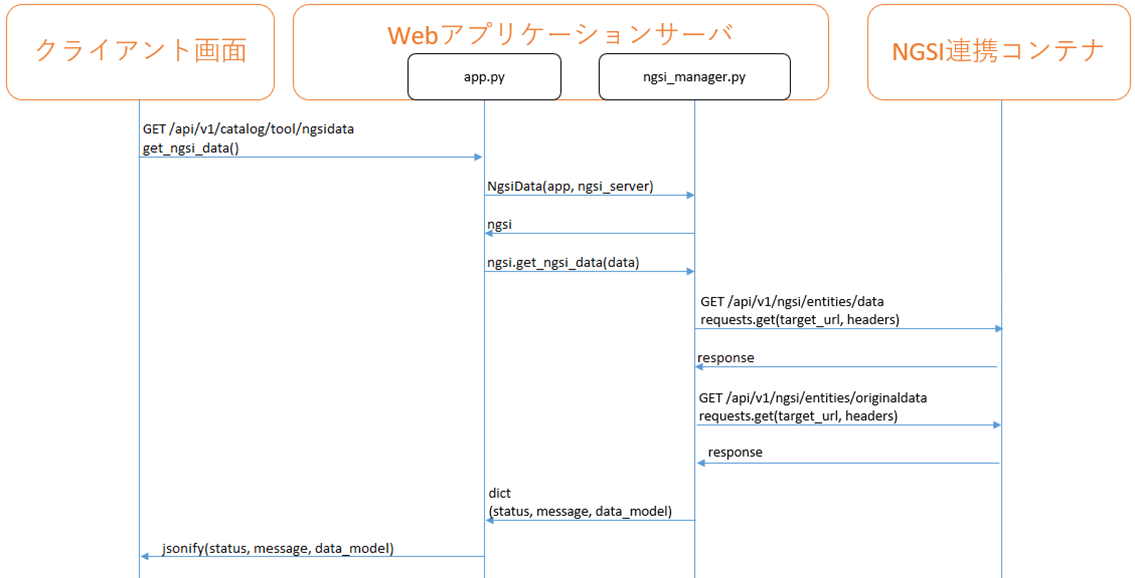 クライアント画面
Webアプリケーションサーバ
NGSI連携コンテナ
app.py
ngsi_manager.py
GET /api/v1/catalog/tool/ngsidata
get_ngsi_data()
NgsiData(app, ngsi_server)
ngsi
ngsi.get_ngsi_data(data)
GET /api/v1/ngsi/entities/data
requests.get(target_url, headers)
response
GET /api/v1/ngsi/entities/originaldata
requests.get(target_url, headers)
response
dict
(status, message, data_model)
jsonify(status, message, data_model)